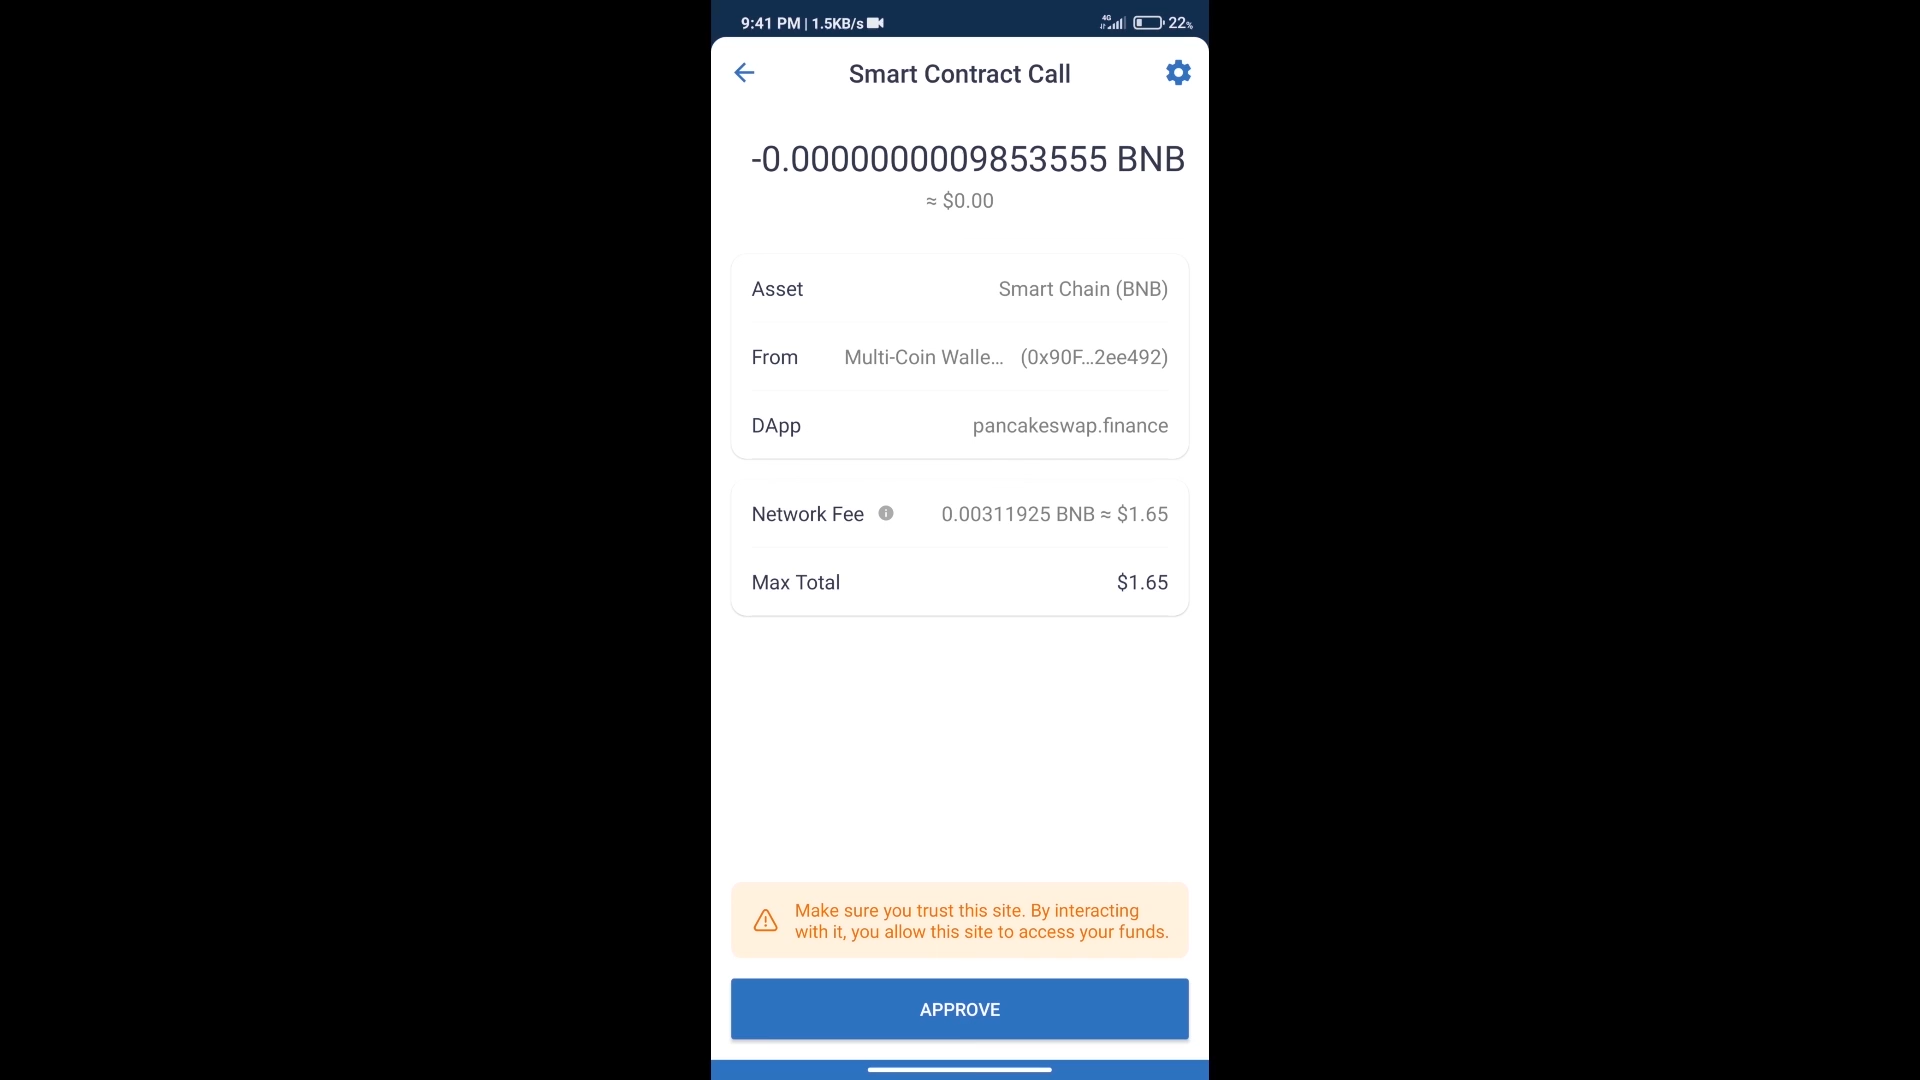 9:41 PM | 1.5KB/s 4G 22%
Smart Contract Call
-0.0000000009853555 BNB
≈ $0.00
Asset Smart Chain (BNB)
From Multi-Coin Walle... (0x90F...2ee492)
DApp pancakeswap.finance
Network Fee 0.00311925 BNB ≈ $1.65
Max Total $1.65
Make sure you trust this site. By interacting
with it, you allow this site to access your funds.
APPROVE